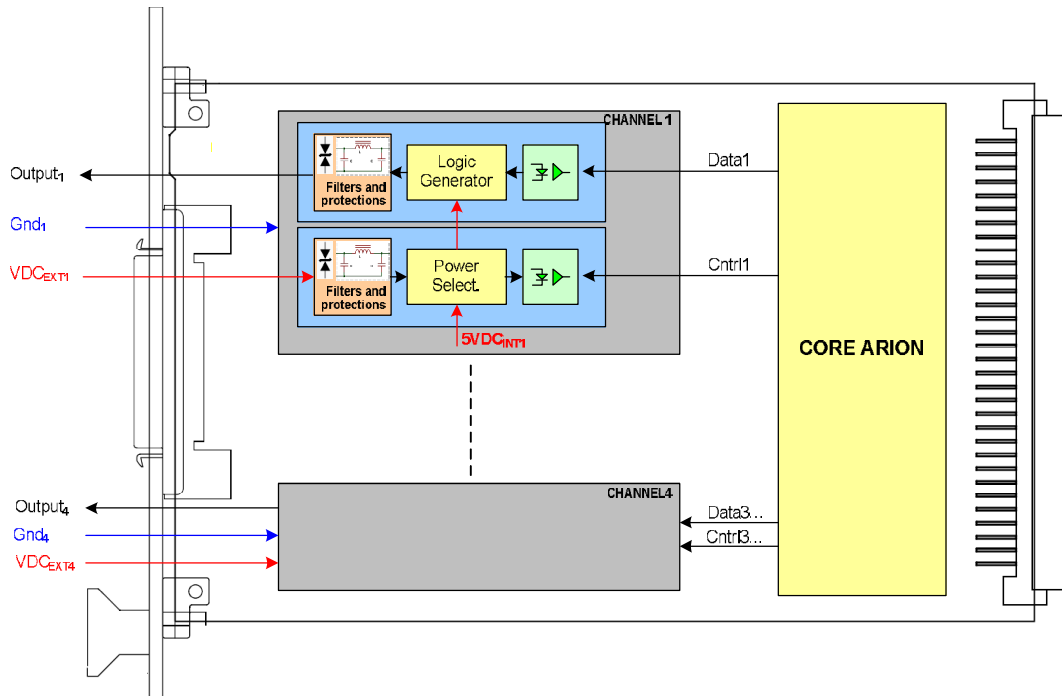 CHANNEL 1
Output1
Filters and
protections
Logic
Generator
Data1
Gnd1
VDCEXT1
Filters and
protections
Power
Select.
Cntrl1
5VDCINT1
CORE ARION
CHANNEL4
Output4
Gnd4
VDCEXT4
Data3...
Cntrl3...